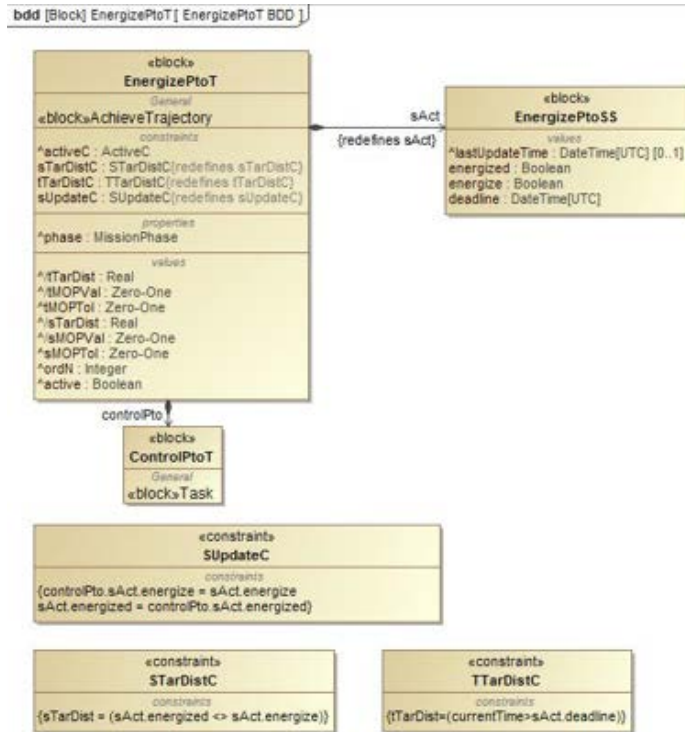 bdd [Block] EnergizePtoT [ EnergizePtoT BDD ]
«block»
EnergizePtoT
General
«block»AchieveTrajectory
constraints
^activeC : ActiveC
sTarDistC : STarDistC{redefines sTarDistC}
tTarDistC : TTarDistC{redefines tTarDistC}
sUpdateC : SUpdateC{redefines sUpdateC}
properties
^phase : MissionPhase
values
^/tTarDist : Real
^/tMOPVal : Zero-One
^tMOPTol : Zero-One
^/sTarDist : Real
^/sMOPVal : Zero-One
^sMOPTol : Zero-One
^ordN : Integer
^active : Boolean
sAct
{redefines sAct}
«block»
EnergizePtoSS
values
^lastUpdateTime : DateTime[UTC] [0..1]
energized : Boolean
energize : Boolean
deadline : DateTime[UTC]
controlPto
«block»
ControlPtoT
General
«block»Task
«constraint»
SUpdateC
constraints
{controlPto.sAct.energize = sAct.energize
sAct.energized = controlPto.sAct.energized}
«constraint»
STarDistC
constraints
{sTarDist = (sAct.energized <> sAct.energize)}
«constraint»
TTarDistC
constraints
{tTarDist=(currentTime>sAct.deadline)}